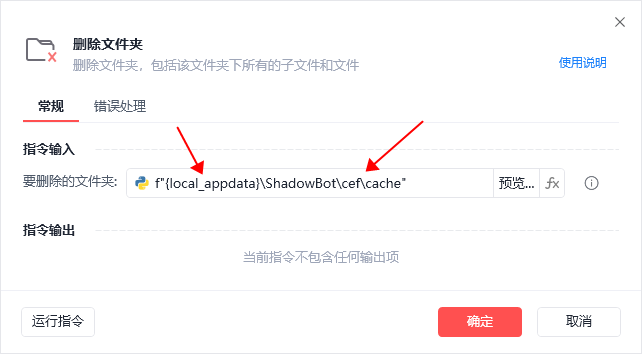 删除文件夹
删除文件夹，包括该文件夹下所有的子文件和文件
使用说明
常规 错误处理
指令输入
要删除的文件夹: f"{local_appdata}\ShadowBot\cef\cache" 预览... fx
指令输出
当前指令不包含任何输出项
运行指令 确定 取消